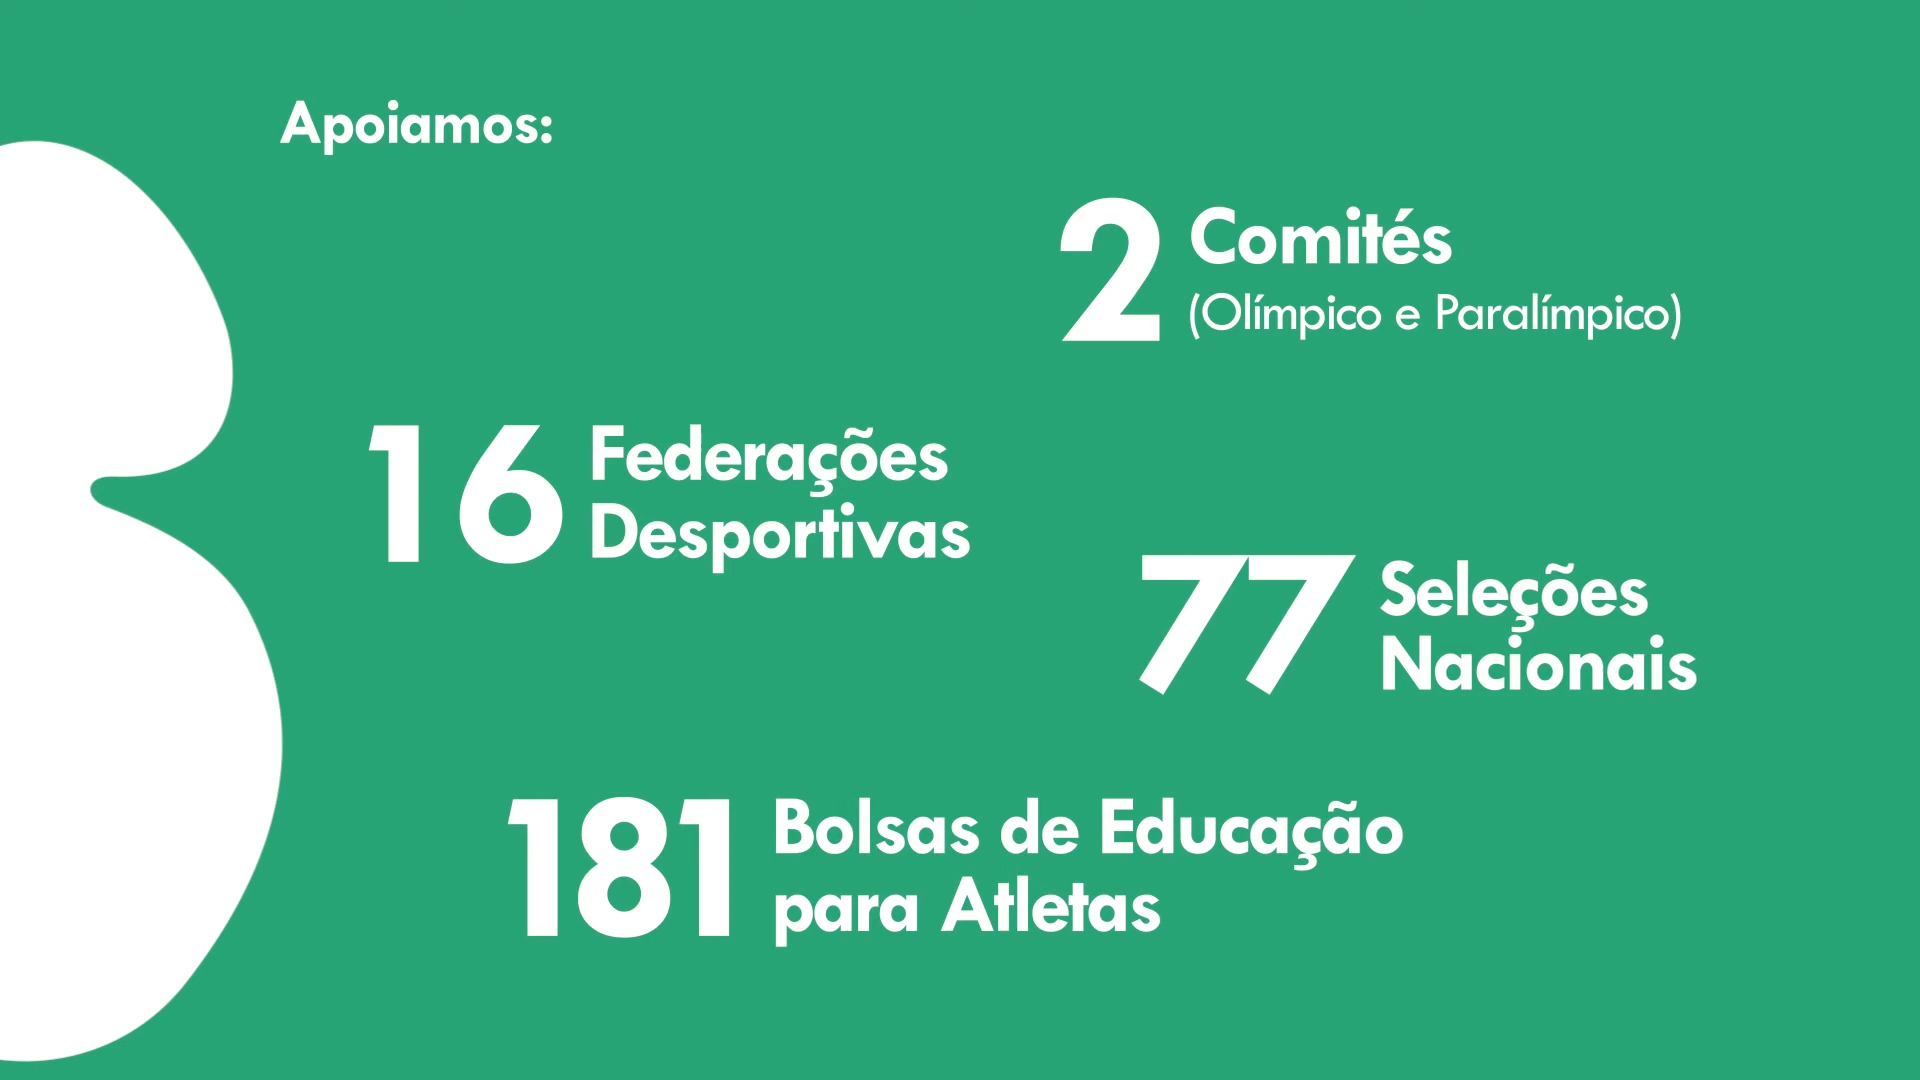 Apoiamos:
2 Comités
(Olímpico e Paralímpico)
16 Federações
Desportivas
77 Seleções
Nacionais
181 Bolsas de Educação
para Atletas